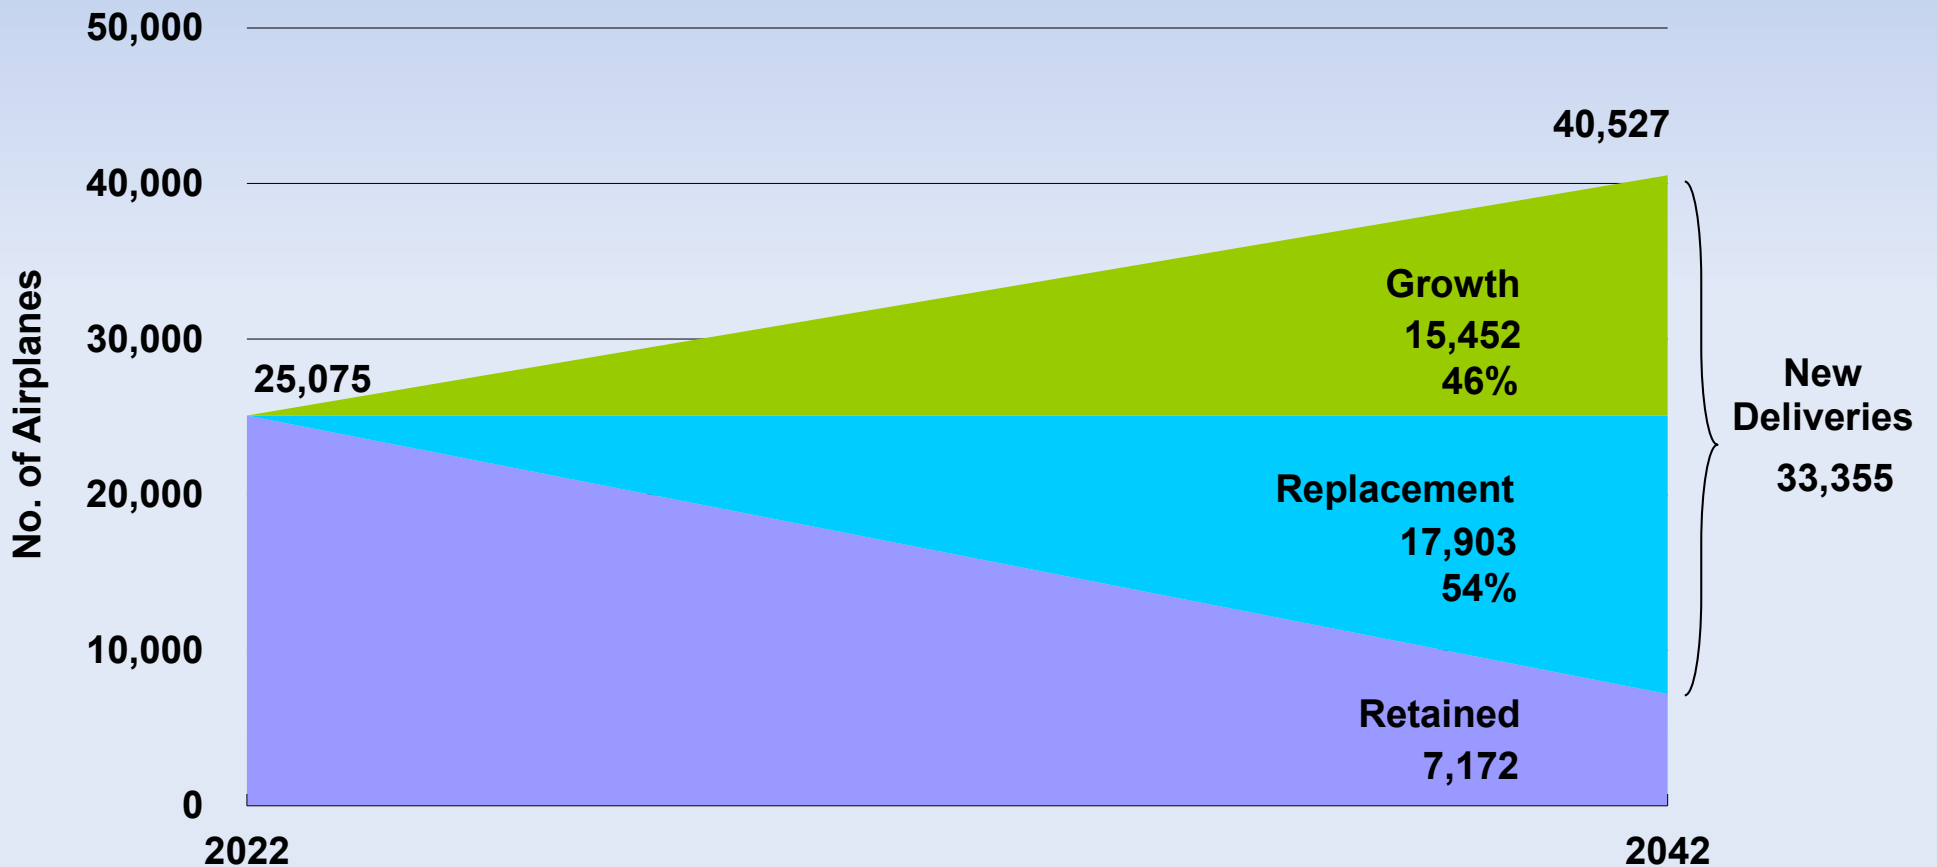 50,000
40,527
40,000
Growth
15,452
46%
30,000
25,075
New
Deliveries
33,355
No. of Airplanes
20,000
Replacement
17,903
54%
10,000
Retained
7,172
0
2022
2042